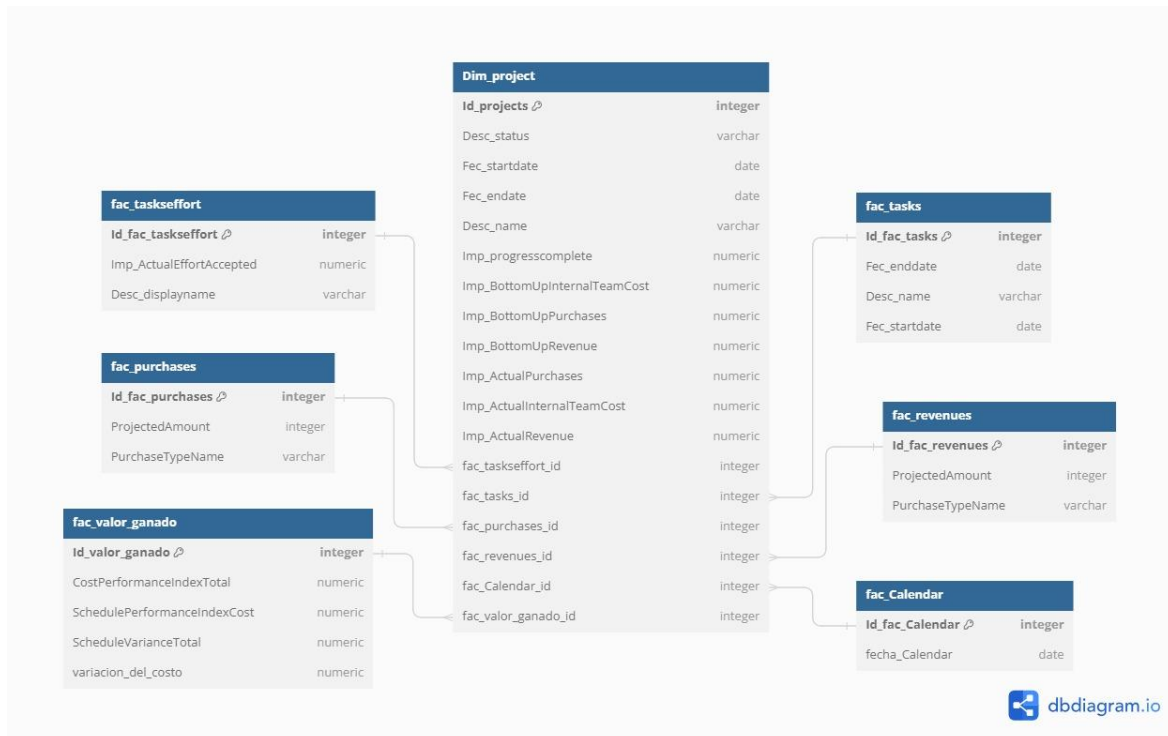 Dim_project
Id_projects integer
Desc_status varchar
Fec_startdate date
Fec_endate date
Desc_name varchar
Imp_progresscomplete numeric
Imp_BottomUpInternalTeamCost numeric
Imp_BottomUpPurchases numeric
Imp_BottomUpRevenue numeric
Imp_ActualPurchases numeric
Imp_ActualInternalTeamCost numeric
Imp_ActualRevenue numeric
fac_taskseffort_id integer
fac_tasks_id integer
fac_purchases_id integer
fac_revenues_id integer
fac_Calendar_id integer
fac_valor_ganado_id integer
fac_taskseffort
Id_fac_taskseffort integer
Imp_ActualEffortAccepted numeric
Desc_displayname varchar
fac_purchases
Id_fac_purchases integer
ProjectedAmount integer
PurchaseTypeName varchar
fac_valor_ganado
Id_valor_ganado integer
CostPerformanceIndexTotal numeric
SchedulePerformanceIndexCost numeric
ScheduleVarianceTotal numeric
variacion_del_costo numeric
fac_tasks
Id_fac_tasks integer
Fec_enddate date
Desc_name varchar
Fec_startdate date
fac_revenues
Id_fac_revenues integer
ProjectedAmount integer
PurchaseTypeName varchar
fac_Calendar
Id_fac_Calendar integer
fecha_Calendar date
dbdiagram.io